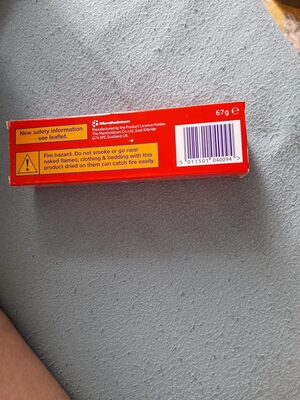 New safety information
- see leaflet.
Fire hazard. Do not smoke or go near
naked flames; clothing & bedding with this
product dried on them can catch fire easily.
Mentholatum
Manufactured by the Product Licence Holder,
The Mentholatum Co.Ltd., East Kilbride
G74 5PE, Scotland, UK.
67g e
5 011501 040094 >